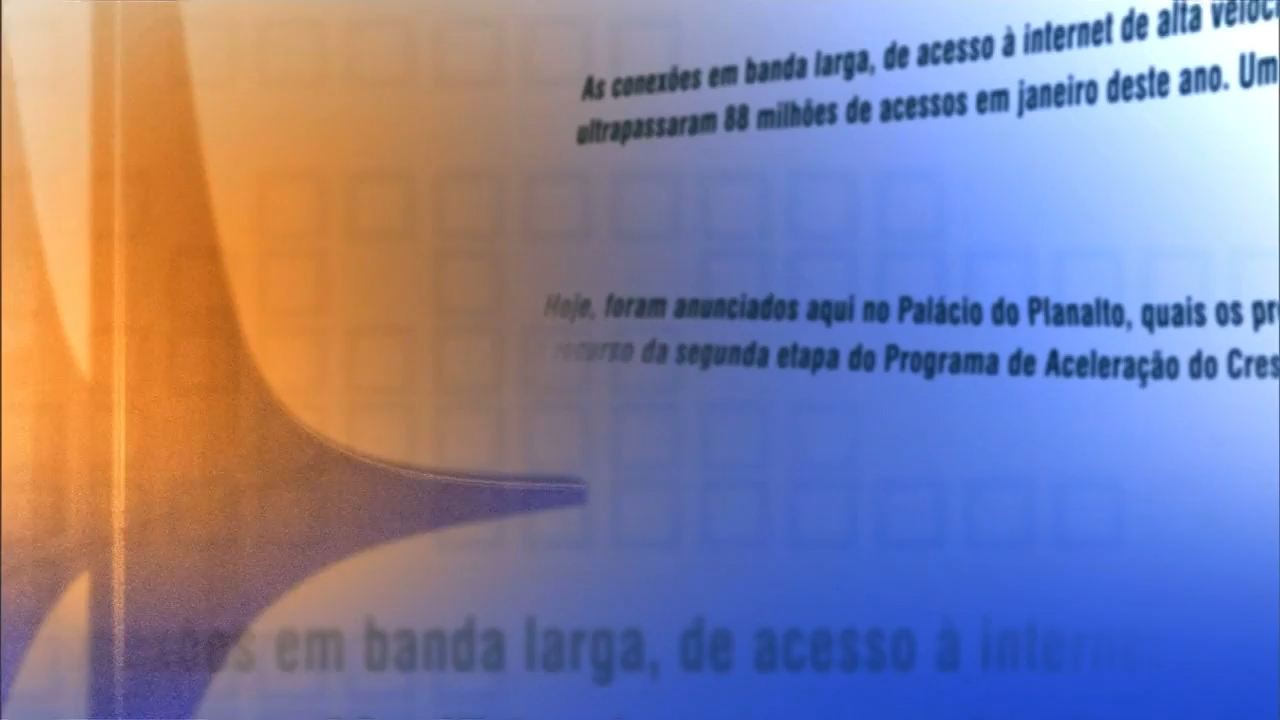 As conexões em banda larga, de acesso à internet de alta veloci
ultrapassaram 88 milhões de acessos em janeiro deste ano. Um
Hoje, foram anunciados aqui no Palácio do Planalto, quais os pr
recurso da segunda etapa do Programa de Aceleração do Cres
em banda larga, de acesso à intern